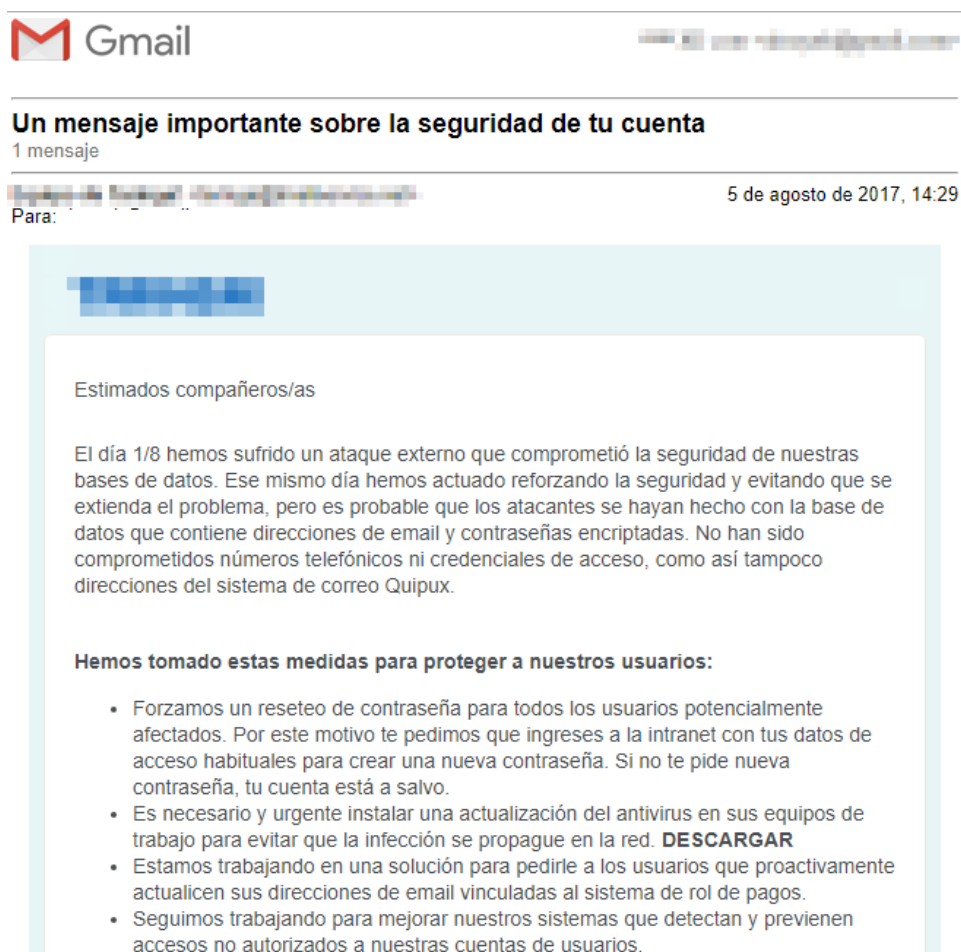 Gmail
Un mensaje importante sobre la seguridad de tu cuenta
1 mensaje
5 de agosto de 2017, 14:29
Para:
Estimados compañeros/as
El día 1/8 hemos sufrido un ataque externo que comprometió la seguridad de nuestras
bases de datos. Ese mismo día hemos actuado reforzando la seguridad y evitando que se
extienda el problema, pero es probable que los atacantes se hayan hecho con la base de
datos que contiene direcciones de email y contraseñas encriptadas. No han sido
comprometidos números telefónicos ni credenciales de acceso, como así tampoco
direcciones del sistema de correo Quipux.
Hemos tomado estas medidas para proteger a nuestros usuarios:
• Forzamos un reseteo de contraseña para todos los usuarios potencialmente
afectados. Por este motivo te pedimos que ingreses a la intranet con tus datos de
acceso habituales para crear una nueva contraseña. Si no te pide nueva
contraseña, tu cuenta está a salvo.
• Es necesario y urgente instalar una actualización del antivirus en sus equipos de
trabajo para evitar que la infección se propague en la red. DESCARGAR
• Estamos trabajando en una solución para pedirle a los usuarios que proactivamente
actualicen sus direcciones de email vinculadas al sistema de rol de pagos.
• Seguimos trabajando para mejorar nuestros sistemas que detectan y previenen
accesos no autorizados a nuestras cuentas de usuarios.